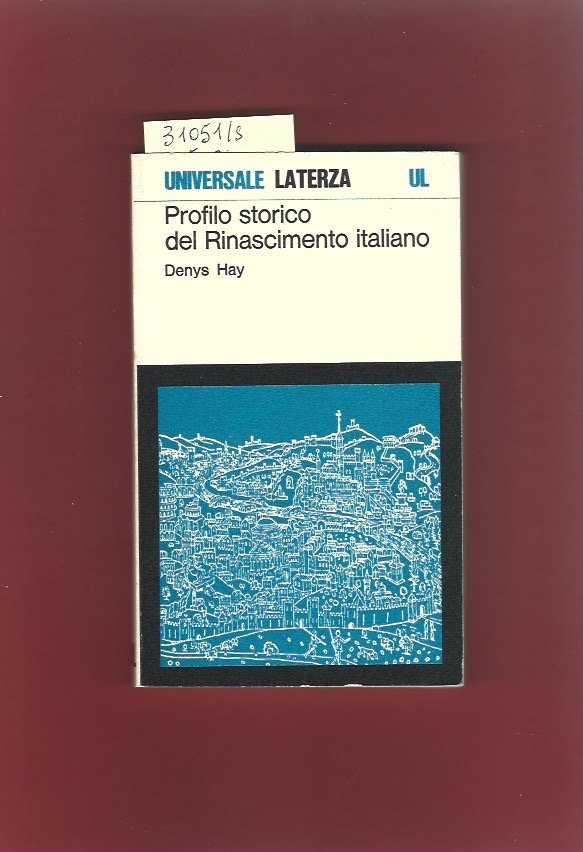 31051/s
UNIVERSALE LATERZA UL
Profilo storico
del Rinascimento italiano
Denys Hay